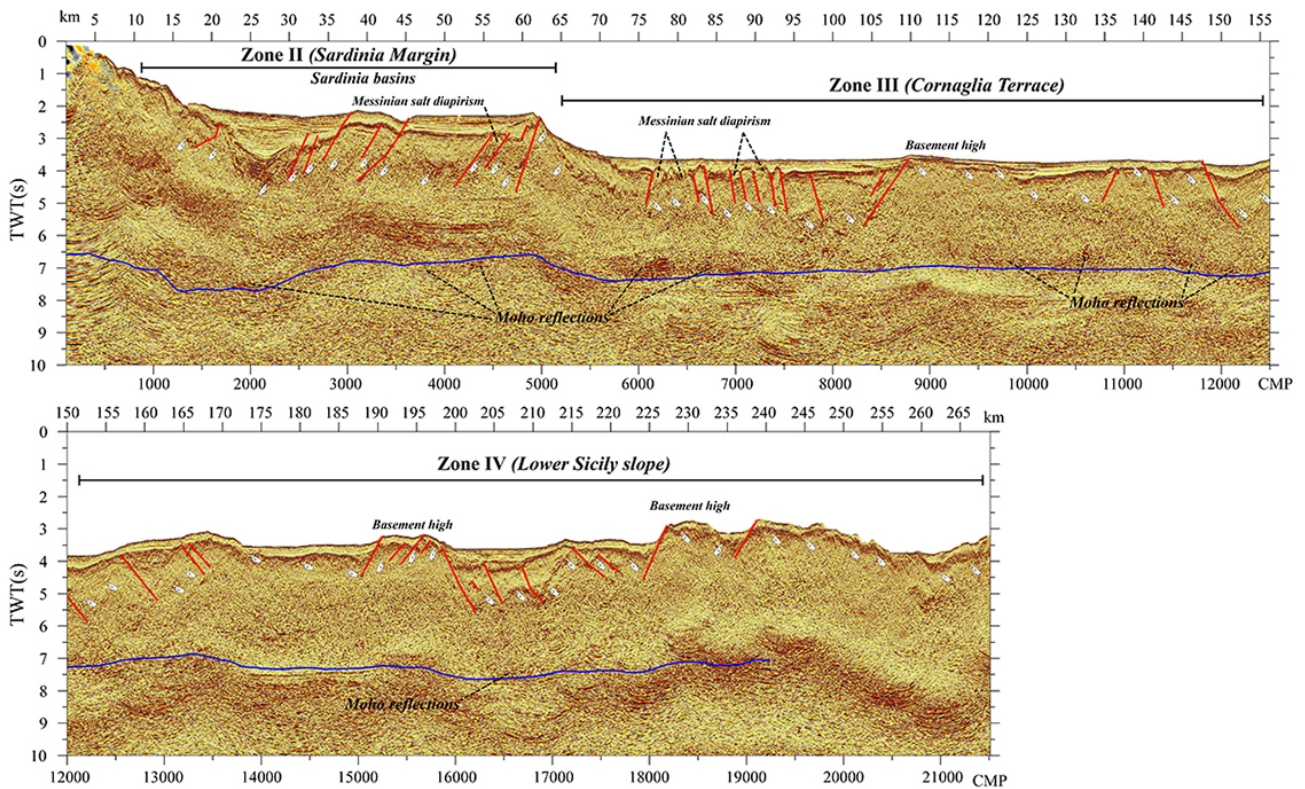 km 5 10 15 20 25 30 35 40 45 50 55 60 65 70 75 80 85 90 95 100 105 110 115 120 125 130 135 140 145 150 155
0
Zone II (Sardinia Margin)
1
Sardinia basins
Zone III (Cornaglia Terrace)
Messinian salt diapirism
2
Messinian salt diapirism
Basement high
3
4
TWT(s)
5
6
7
Moho reflections
Moho reflections
8
9
10
1000 2000 3000 4000 5000 6000 7000 8000 9000 10000 11000 12000 CMP
150 155 160 165 170 175 180 185 190 195 200 205 210 215 220 225 230 235 240 245 250 255 260 265 km
0
Zone IV (Lower Sicily slope)
1
2
Basement high
Basement high
3
4
TWT(s)
5
6
7
Moho reflections
8
9
10
12000 13000 14000 15000 16000 17000 18000 19000 20000 21000 CMP